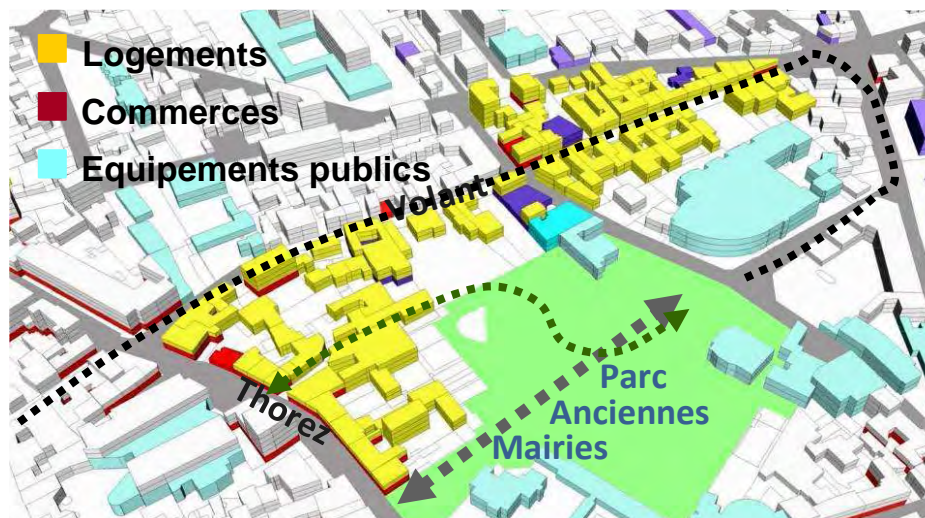 Logements
Commerces
Equipements publics
Volant
Thorez
Parc
Anciennes
Mairies